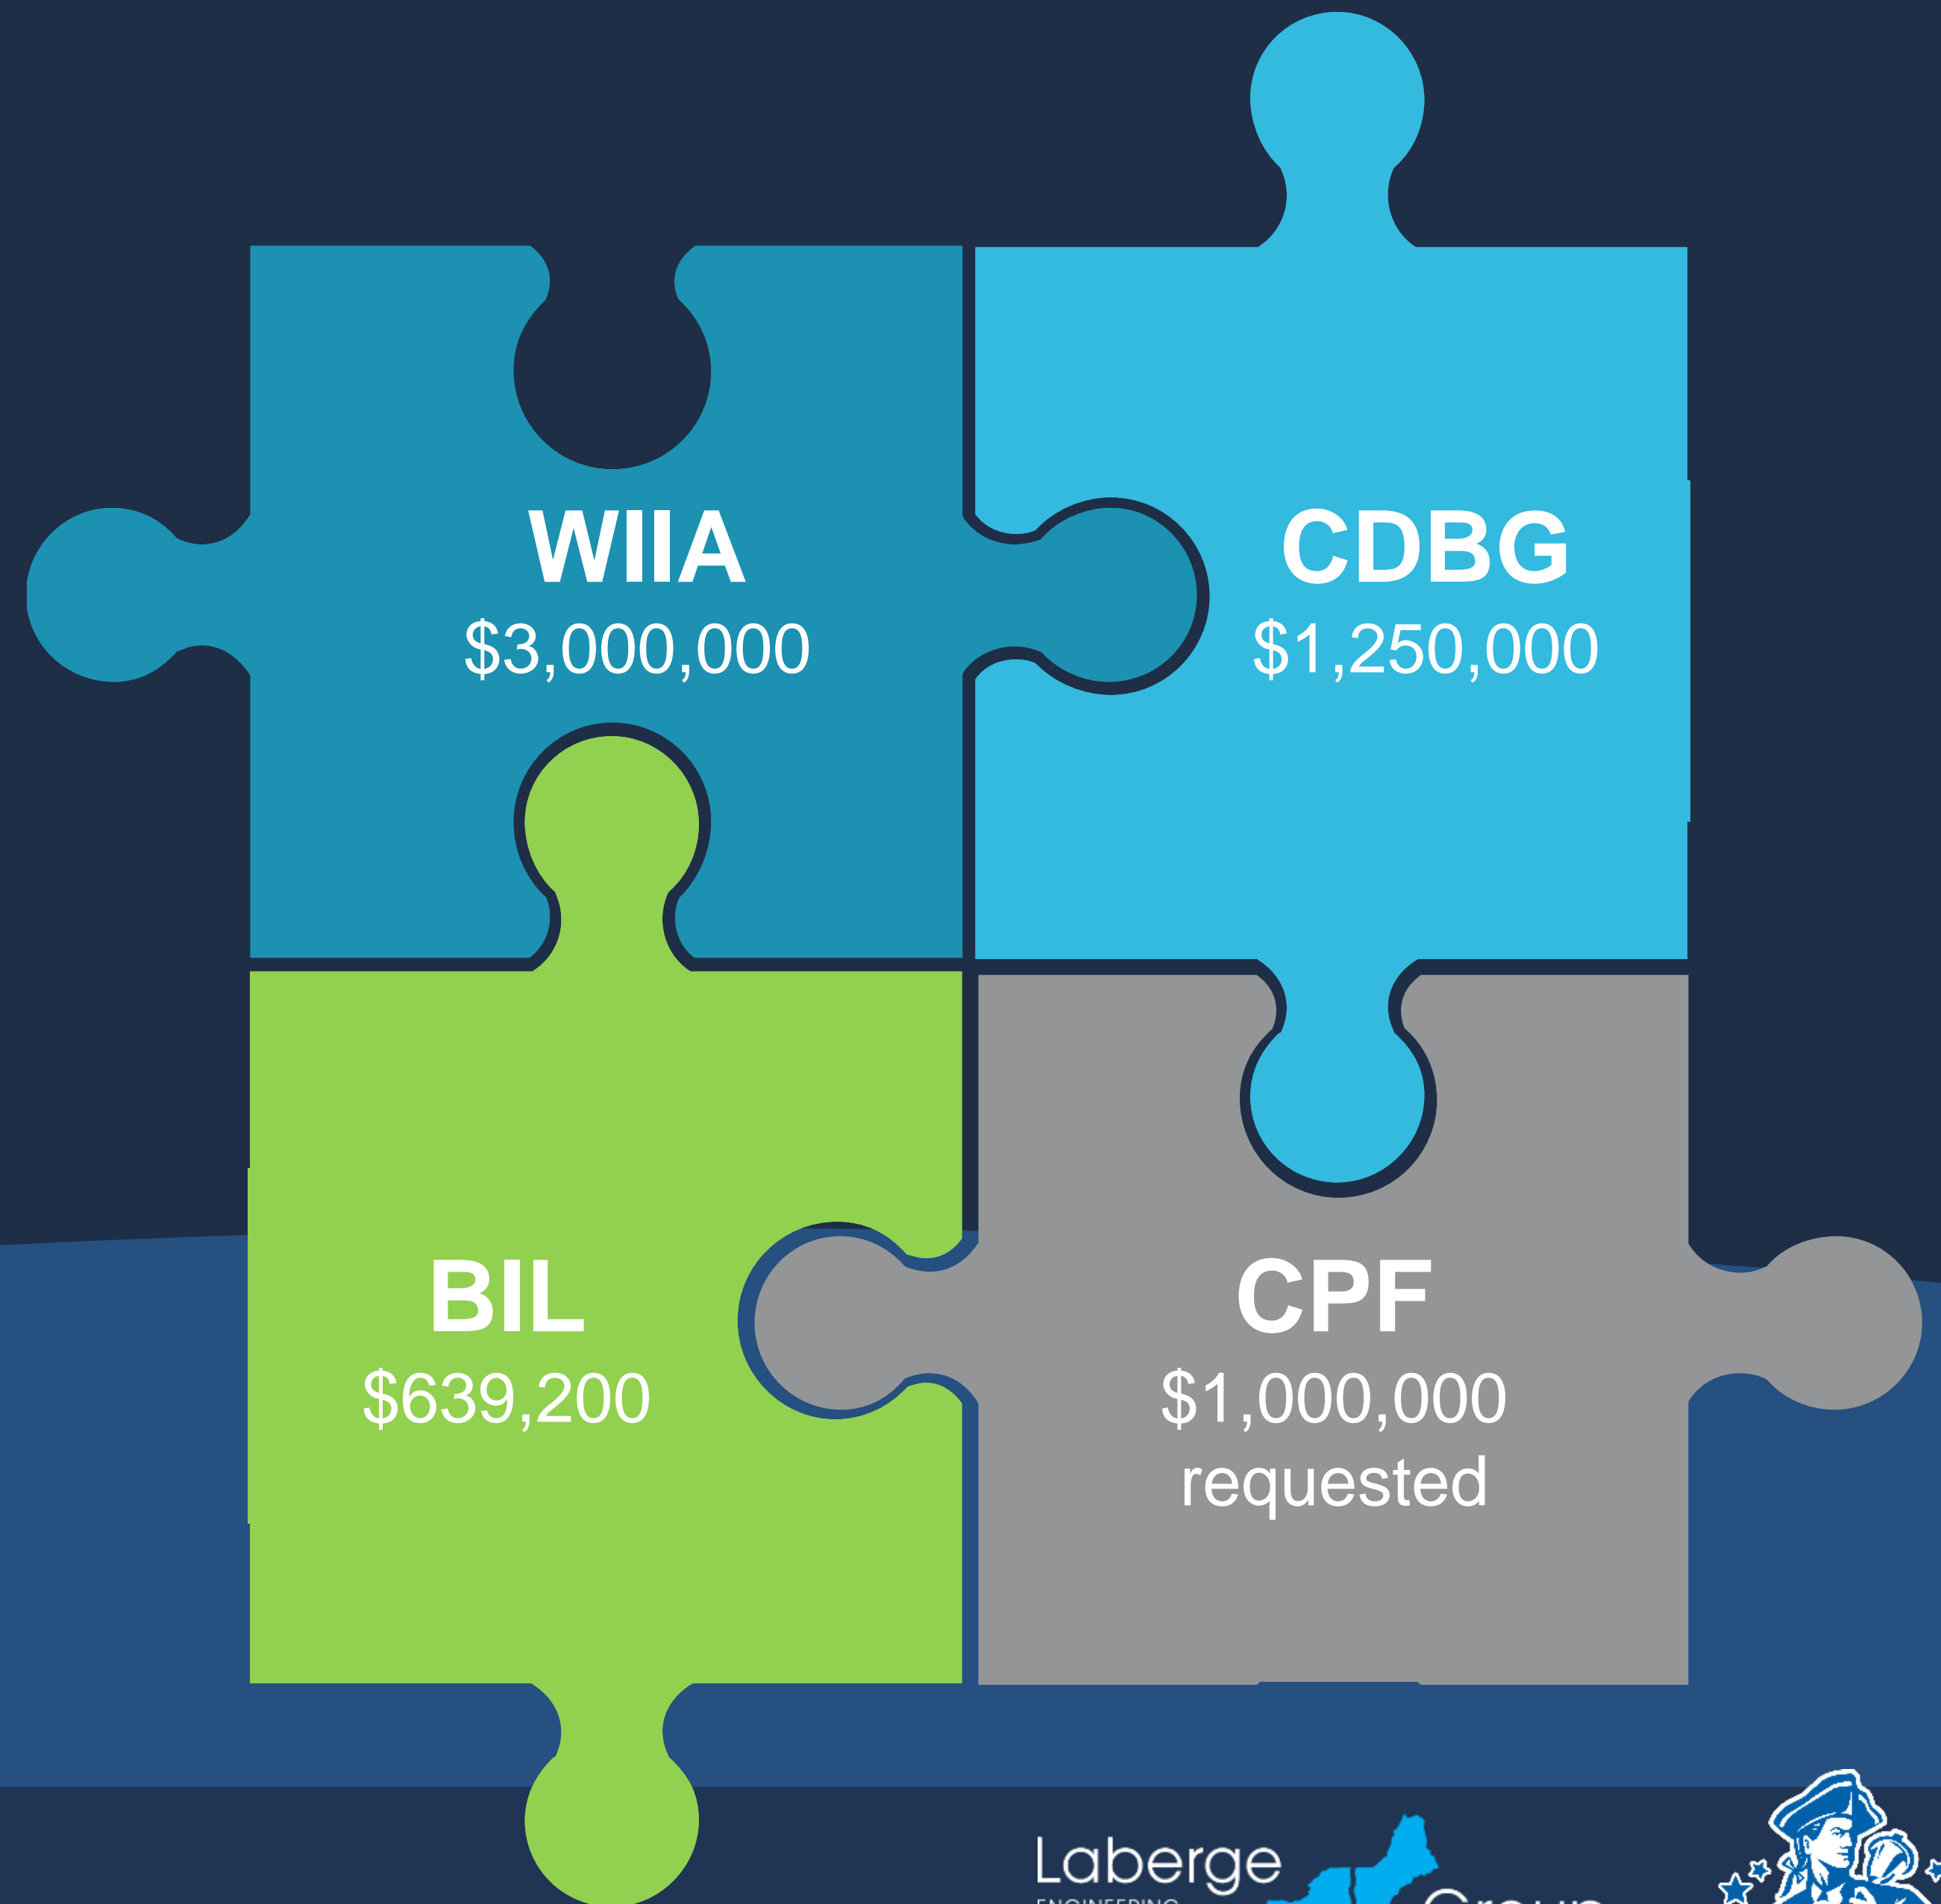 WIIA
$3,000,000
CDBG
$1,250,000
BIL
$639,200
CPF
$1,000,000
requested
Laberge